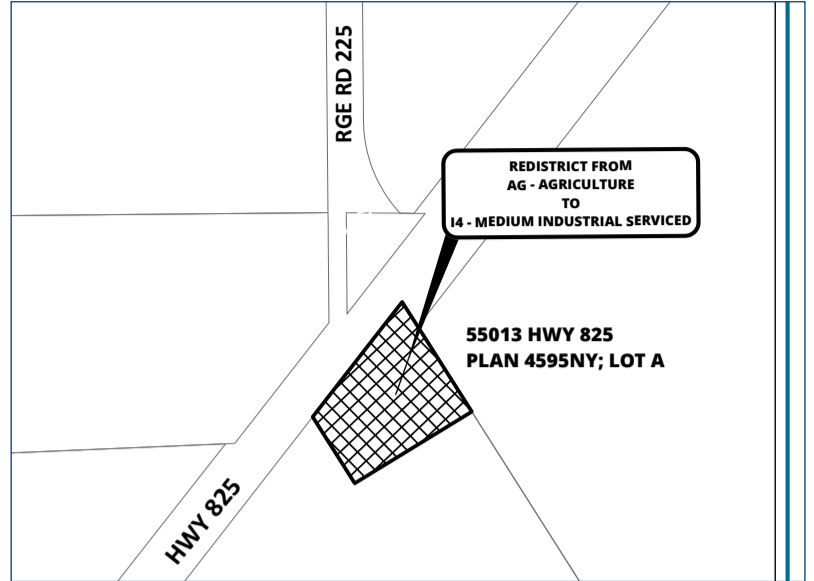 RGE RD 225
REDISTRICT FROM
AG - AGRICULTURE
TO
I4 - MEDIUM INDUSTRIAL SERVICED
55013 HWY 825
PLAN 4595NY; LOT A
HWY 825